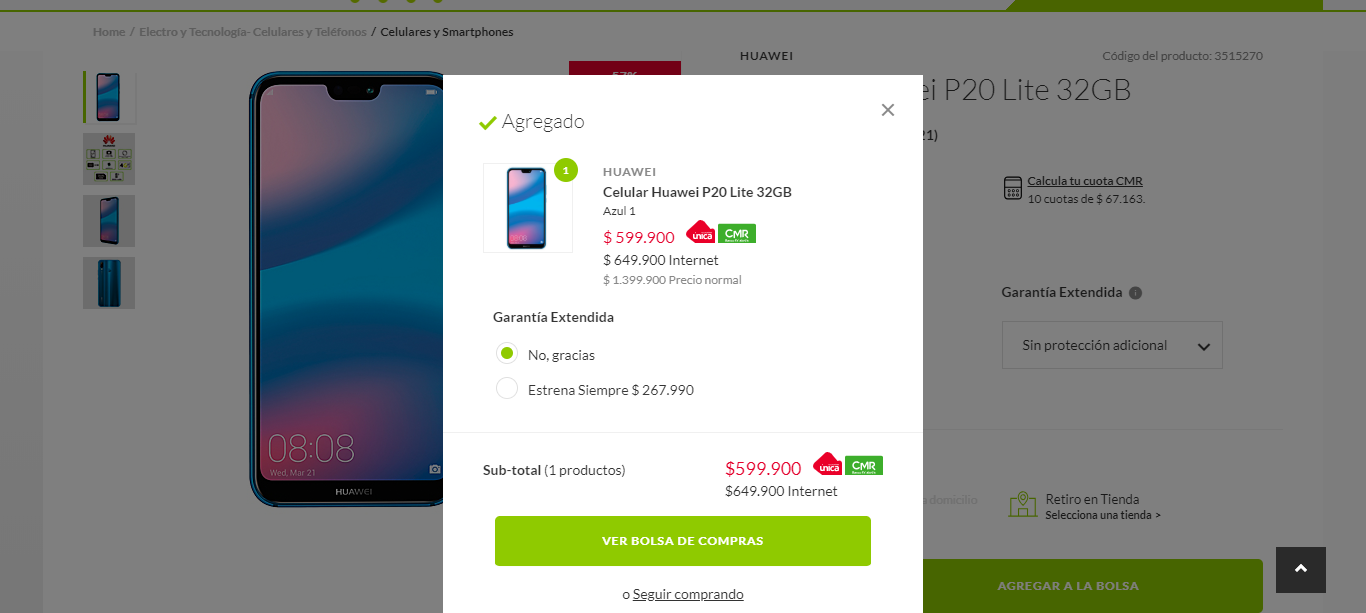 Home / Electro y Tecnología- Celulares y Teléfonos / Celulares y Smartphones
HUAWEI
Código del producto: 3515270
57%
ei P20 Lite 32GB
21)
Calcula tu cuota CMR
10 cuotas de $ 67.163.
Garantía Extendida
Sin protección adicional
a domicilio
Retiro en Tienda
Selecciona una tienda >
AGREGAR A LA BOLSA
08:08
Wed, Mar 21
HUAWEI
Agregado
1
HUAWEI
Celular Huawei P20 Lite 32GB
Azul 1
$ 599.900 única CMR
$ 649.900 Internet
$ 1.399.900 Precio normal
Garantía Extendida
No, gracias
Estrena Siempre $ 267.990
Sub-total (1 productos)
$599.900 única CMR
$649.900 Internet
VER BOLSA DE COMPRAS
o Seguir comprando